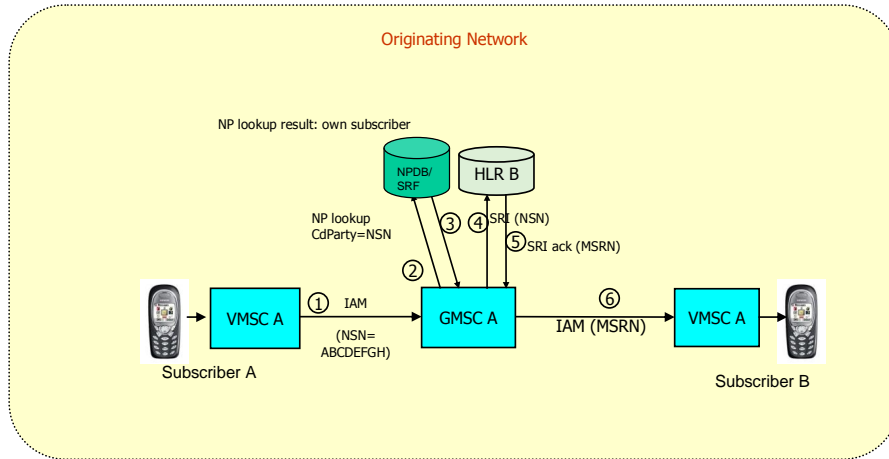 Originating Network
NP lookup result: own subscriber
NPDB/
SRF
HLR B
NP lookup
CdParty=NSN
③
④
SRI (NSN)
⑤
SRI ack (MSRN)
②
①
IAM
⑥
VMSC A
(NSN=
ABCDEFGH)
GMSC A
IAM (MSRN)
VMSC A
Subscriber A
Subscriber B